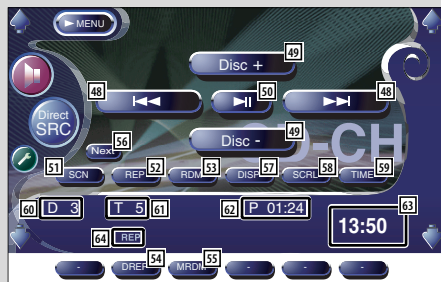 MENU
Disc +
49
48
50
48
Direct
SRC
Disc -
49
D-CH
56
Next
51
52
53
57
58
59
SCN
REP
RDM
DISP
SCRL
TIME
60
D 3
T 5
61
62
P 01:24
63
13:50
64
REP
54
55
-
DREP
MRDM
-
-
-